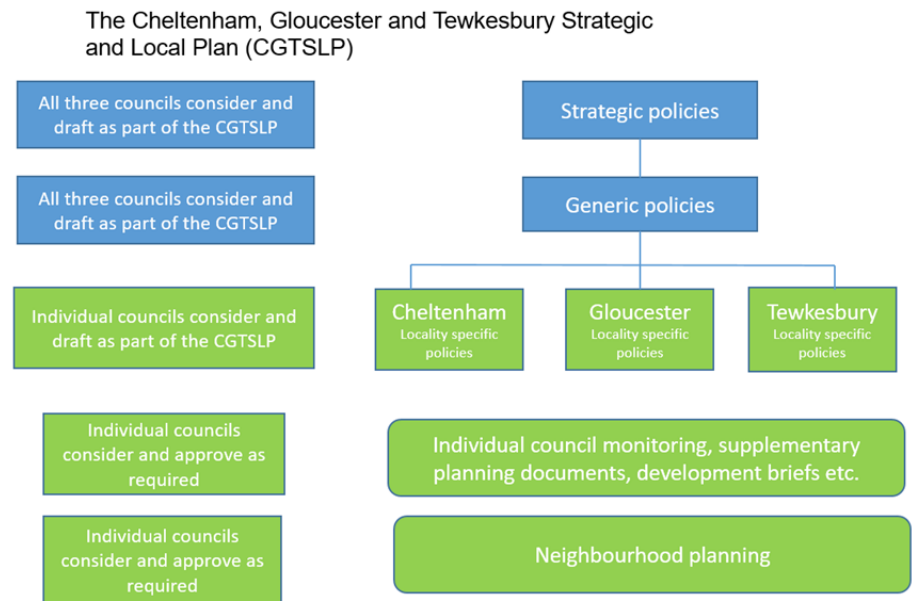 The Cheltenham, Gloucester and Tewkesbury Strategic
and Local Plan (CGTSLP)
All three councils consider and
draft as part of the CGTSLP
Strategic policies
All three councils consider and
draft as part of the CGTSLP
Generic policies
Individual councils consider and
draft as part of the CGTSLP
Cheltenham
Locality specific
policies
Gloucester
Locality specific
policies
Tewkesbury
Locality specific
policies
Individual councils
consider and approve as
required
Individual council monitoring, supplementary
planning documents, development briefs etc.
Individual councils
consider and approve as
required
Neighbourhood planning